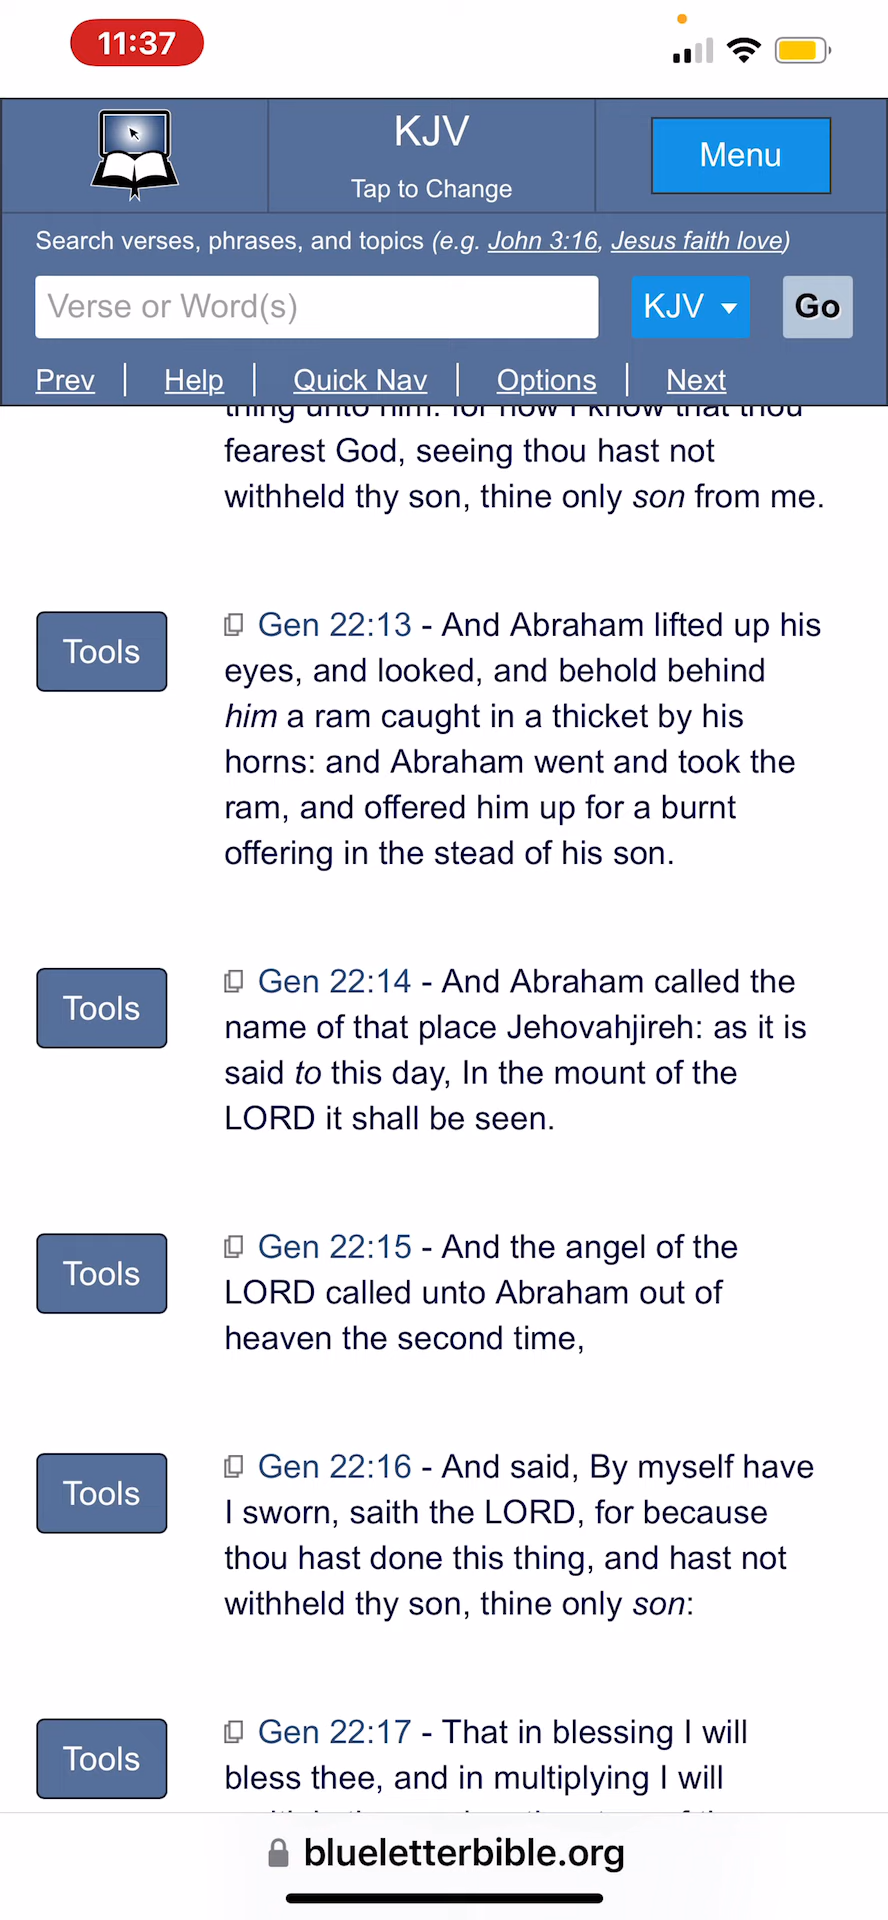 11:37
KJV
Tap to Change
Menu
Search verses, phrases, and topics (e.g. John 3:16, Jesus faith love)
Verse or Word(s)
KJV
Go
Prev | Help | Quick Nav | Options | Next
thing unto him: for now I know that thou
fearest God, seeing thou hast not
withheld thy son, thine only son from me.
Tools
Gen 22:13 - And Abraham lifted up his
eyes, and looked, and behold behind
him a ram caught in a thicket by his
horns: and Abraham went and took the
ram, and offered him up for a burnt
offering in the stead of his son.
Tools
Gen 22:14 - And Abraham called the
name of that place Jehovahjireh: as it is
said to this day, In the mount of the
LORD it shall be seen.
Tools
Gen 22:15 - And the angel of the
LORD called unto Abraham out of
heaven the second time,
Tools
Gen 22:16 - And said, By myself have
I sworn, saith the LORD, for because
thou hast done this thing, and hast not
withheld thy son, thine only son:
Tools
Gen 22:17 - That in blessing I will
bless thee, and in multiplying I will
blueletterbible.org